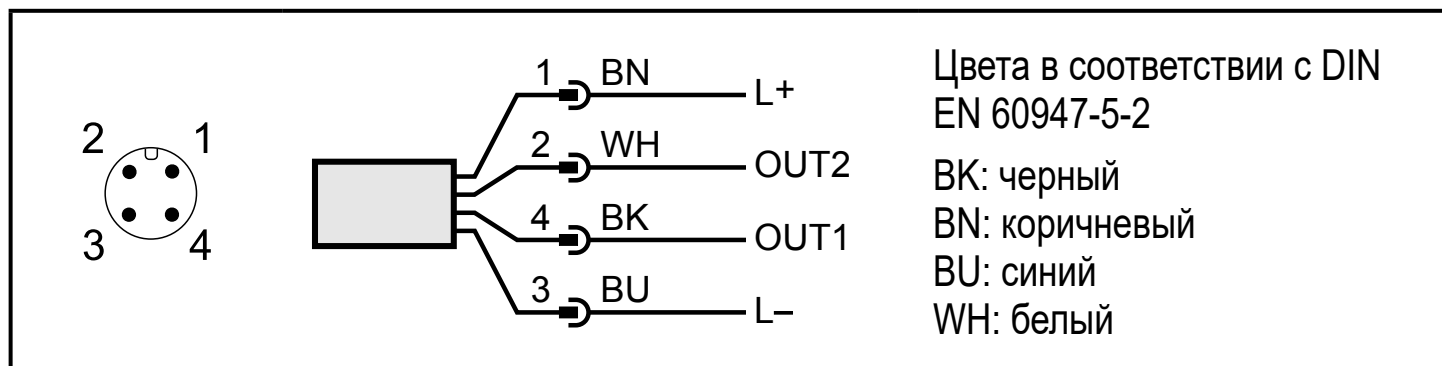 2 1
3 4
1 BN L+
2 WH OUT2
4 BK OUT1
3 BU L–
Цвета в соответствии с DIN
EN 60947-5-2
BK: черный
BN: коричневый
BU: синий
WH: белый